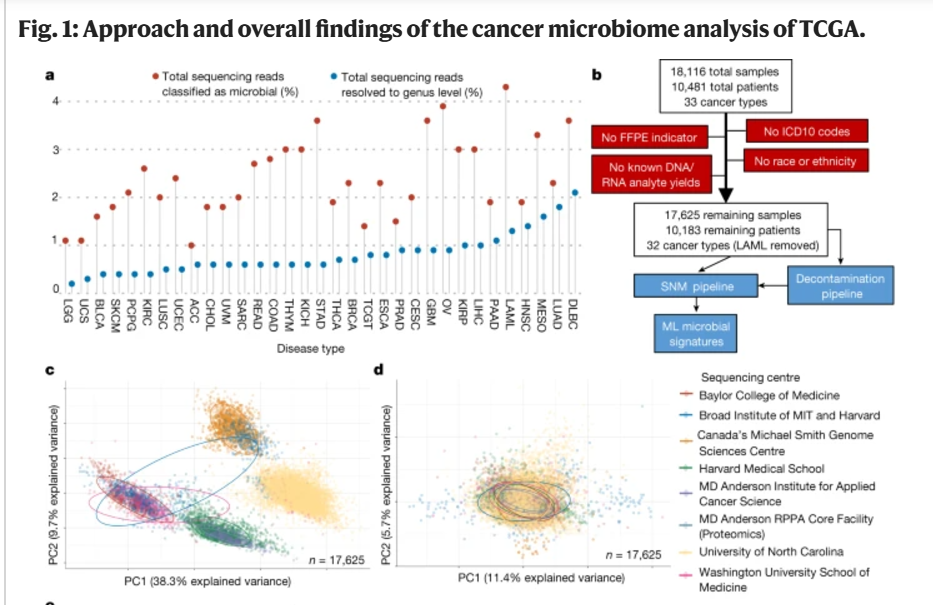 Fig. 1: Approach and overall findings of the cancer microbiome analysis of TCGA.
a
Total sequencing reads
classified as microbial (%)
Total sequencing reads
resolved to genus level (%)
4
3
2
1
0
LGG
UCS
BLCA
SKCM
PCPG
KIRC
LUSC
UCEC
ACC
CHOL
UVM
SARC
READ
COAD
THYM
KICH
STAD
THCA
BRCA
TCGT
ESCA
PRAD
CESC
GBM
OV
KIRP
LIHC
PAAD
LAML
HNSC
MESO
LUAD
DLBC
Disease type
b
18,116 total samples
10,481 total patients
33 cancer types
No FFPE indicator
No ICD10 codes
No known DNA/
RNA analyte yields
No race or ethnicity
17,625 remaining samples
10,183 remaining patients
32 cancer types (LAML removed)
SNM pipeline
Decontamination
pipeline
ML microbial
signatures
c
PC2 (9.7% explained variance)
n = 17,625
PC1 (38.3% explained variance)
d
PC2 (5.7% explained variance)
n = 17,625
PC1 (11.4% explained variance)
Sequencing centre
Baylor College of Medicine
Broad Institute of MIT and Harvard
Canada's Michael Smith Genome
Sciences Centre
Harvard Medical School
MD Anderson Institute for Applied
Cancer Science
MD Anderson RPPA Core Facility
(Proteomics)
University of North Carolina
Washington University School of
Medicine